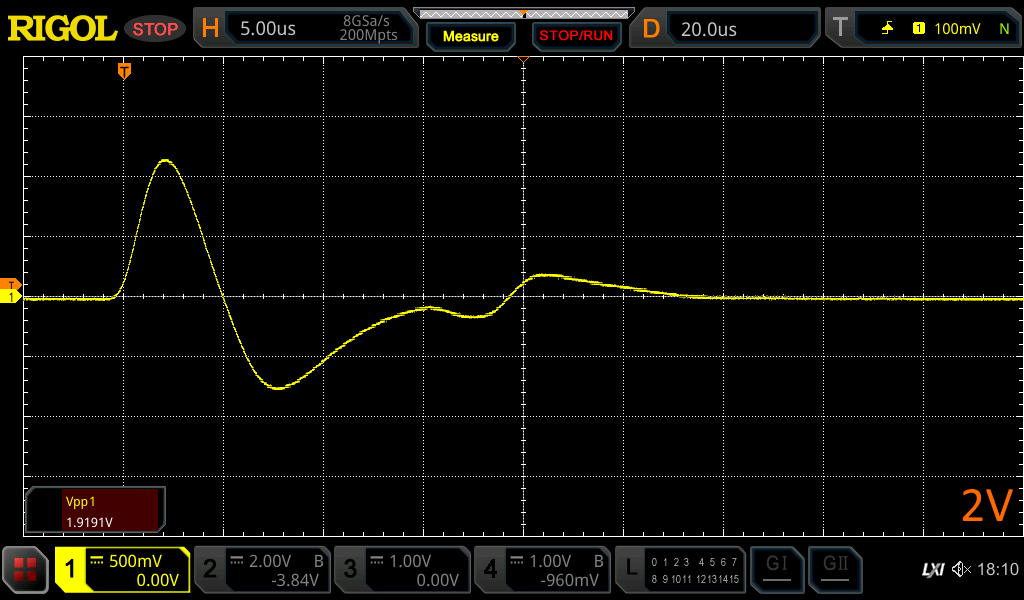 RIGOL STOP H 5.00us 8GSa/s 200Mpts Measure STOP/RUN D 20.0us T 1 100mV N
T
T
1
Vpp1
1.9191V
2V
1 500mV 0.00V 2 2.00V B -3.84V 3 1.00V 0.00V 4 1.00V B -960mV L 0 1 2 3 4 5 6 7 8 9 10 11 12 13 14 15 GI GII LXI 18:10